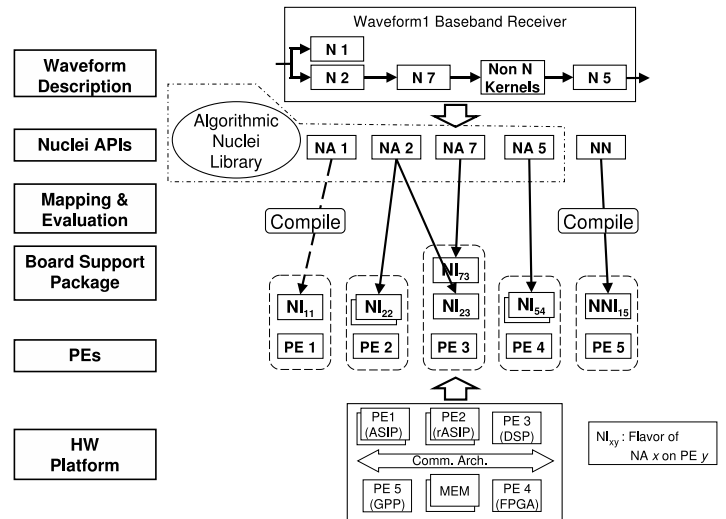 Waveform1 Baseband Receiver
N 1
N 2
N 7
Non N
Kernels
N 5
Waveform
Description
Algorithmic
Nuclei
Library
Nuclei APIs
NA 1
NA 2
NA 7
NA 5
NN
Mapping &
Evaluation
Compile
Compile
Board Support
Package
NI73
NI11
NI22
NI23
NI54
NNI15
PEs
PE 1
PE 2
PE 3
PE 4
PE 5
HW
Platform
PE1
(ASIP)
PE2
(rASIP)
PE 3
(DSP)
Comm. Arch.
PE 5
(GPP)
MEM
PE 4
(FPGA)
NIxy : Flavor of
NA x on PE y